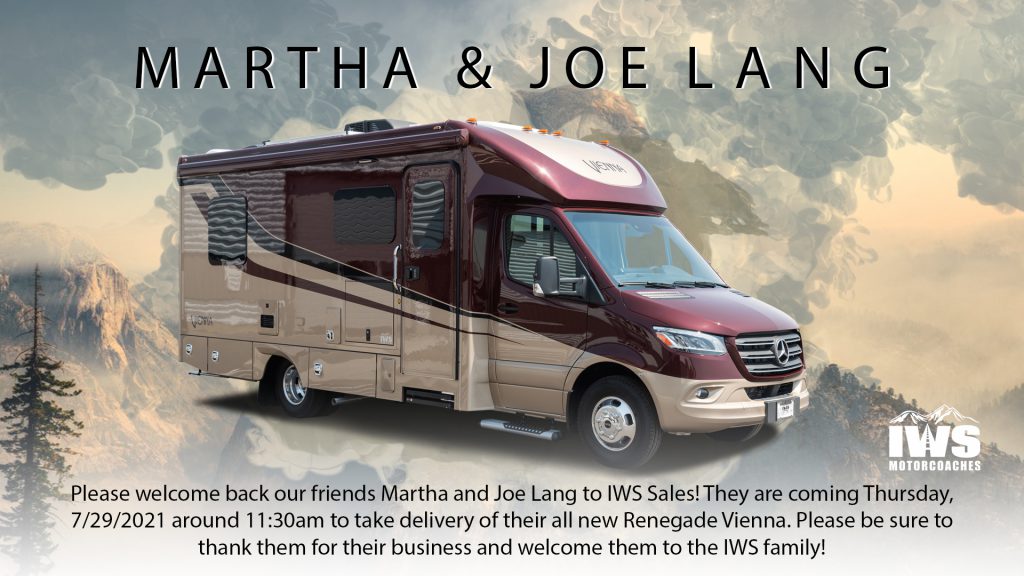 MARTHA & JOE LANG
VIENNA
VIENNA
IWS
IWS
MOTORCOACHES
Please welcome back our friends Martha and Joe Lang to IWS Sales! They are coming Thursday,
7/29/2021 around 11:30am to take delivery of their all new Renegade Vienna. Please be sure to
thank them for their business and welcome them to the IWS family!